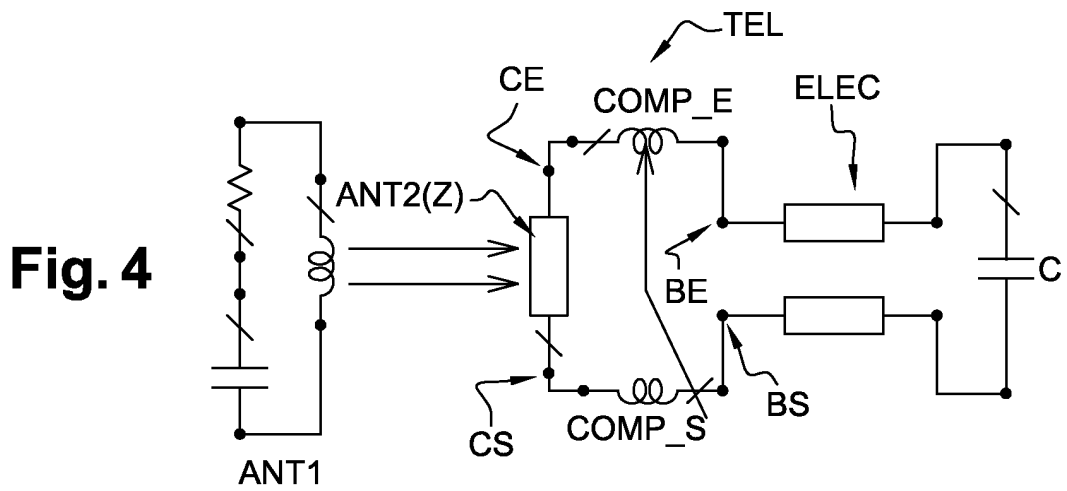 TEL
CE
COMP_E
ELEC
ANT2(Z)
Fig. 4
BE
C
CS
COMP_S
BS
ANT1